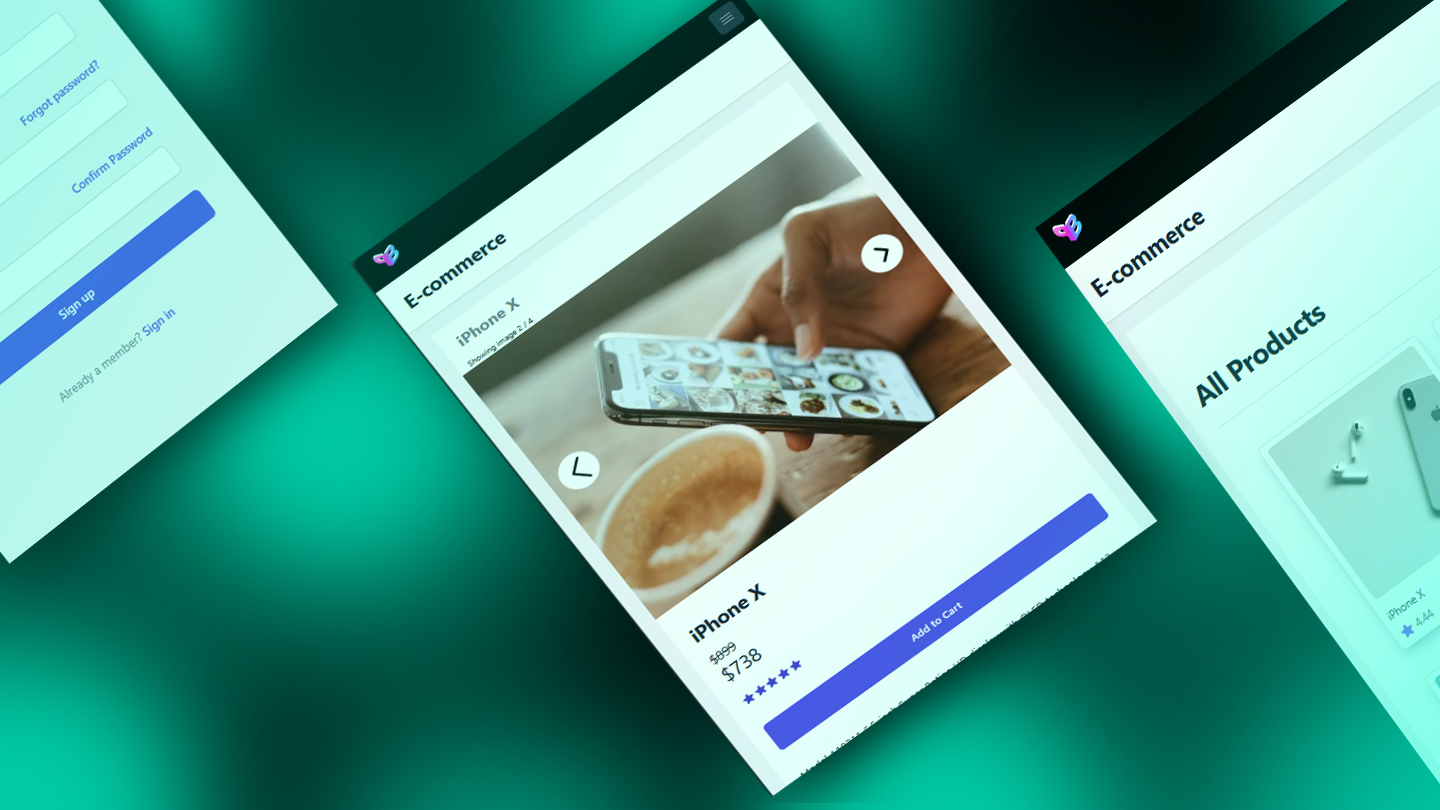 Forgot password?
Confirm Password
Sign up
Already a member? Sign in
E-commerce
iPhone X
Showing image 2 / 4
iPhone X
$899
$738
Add to Cart
E-commerce
All Products
iPhone X
4.44